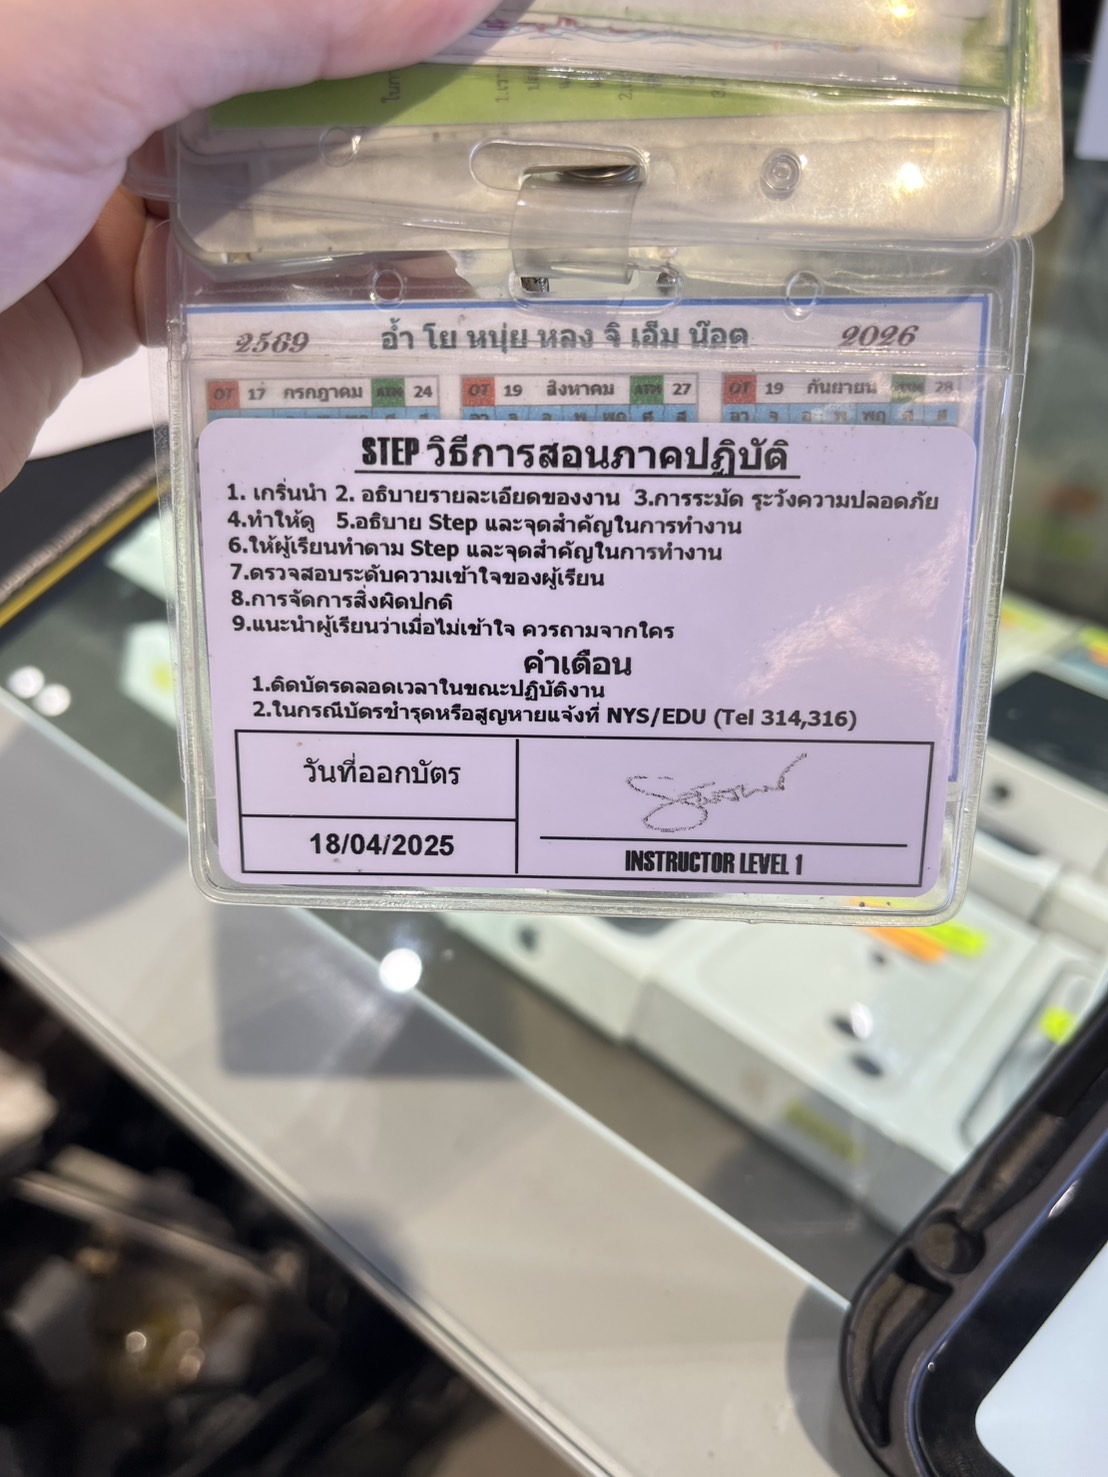 2569 อ้ำ โย หนุ่ย หลง จิ เอ็ม น๊อต 2026
OT 17 กรกฎาคม ATM 24 OT 19 สิงหาคม ATM 27 OT 19 กันยายน ATM 28
STEP วิธีการสอนภาคปฏิบัติ
1. เกริ่นนำ 2. อธิบายรายละเอียดของงาน 3.การระมัด ระวังความปลอดภัย
4.ทำให้ดู 5.อธิบาย Step และจุดสำคัญในการทำงาน
6.ให้ผู้เรียนทำตาม Step และจุดสำคัญในการทำงาน
7.ตรวจสอบระดับความเข้าใจของผู้เรียน
8.การจัดการสิ่งผิดปกติ
9.แนะนำผู้เรียนว่าเมื่อไม่เข้าใจ ควรถามจากใคร
คำเตือน
1.ติดบัตรตลอดเวลาในขณะปฏิบัติงาน
2.ในกรณีบัตรชำรุดหรือสูญหายแจ้งที่ NYS/EDU (Tel 314,316)
วันที่ออกบัตร
18/04/2025
INSTRUCTOR LEVEL 1